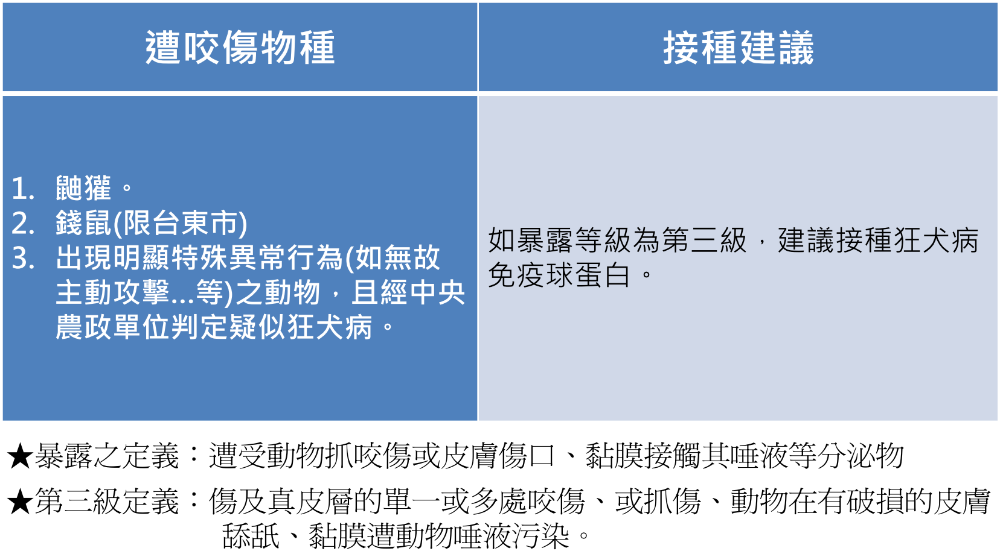 遭咬傷物種
接種建議
1. 鼬獾。
2. 錢鼠(限台東市)
3. 出現明顯特殊異常行為(如無故
主動攻擊...等)之動物，且經中央
農政單位判定疑似狂犬病。
如暴露等級為第三級，建議接種狂犬病
免疫球蛋白。
★暴露之定義：遭受動物抓咬傷或皮膚傷口、黏膜接觸其唾液等分泌物
★第三級定義：傷及真皮層的單一或多處咬傷、或抓傷、動物在有破損的皮膚
舔舐、黏膜遭動物唾液污染。